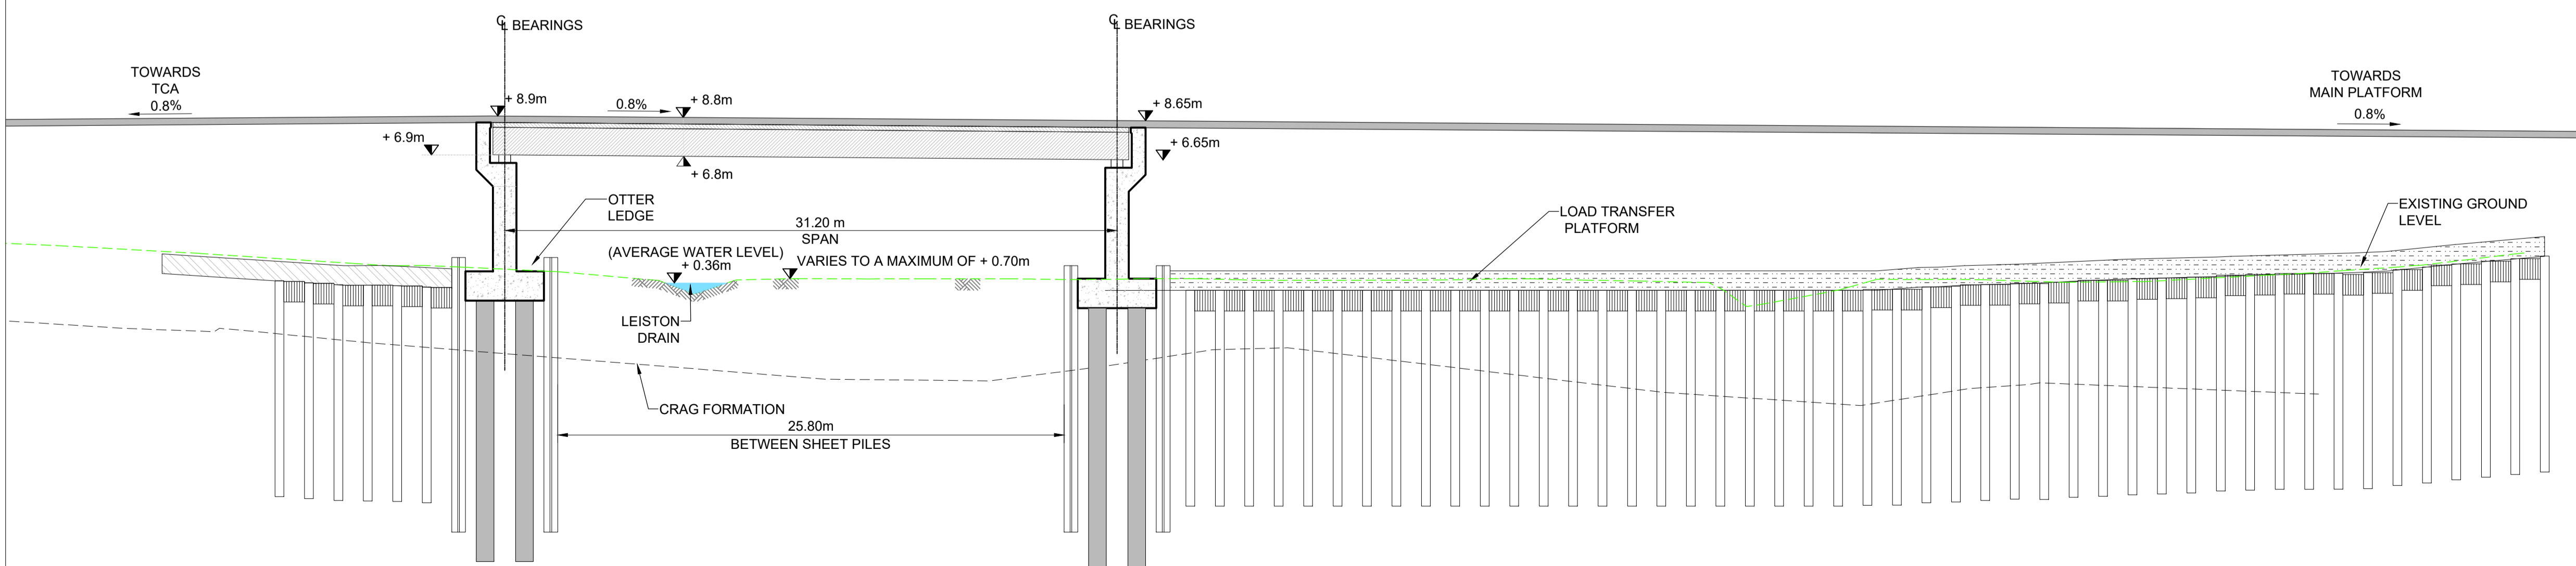 ℄ BEARINGS
℄ BEARINGS
TOWARDS
TCA
0.8%
+ 8.9m
0.8%
+ 8.8m
+ 8.65m
TOWARDS
MAIN PLATFORM
0.8%
+ 6.9m
+ 6.8m
+ 6.65m
OTTER
LEDGE
31.20 m
SPAN
LOAD TRANSFER
PLATFORM
EXISTING GROUND
LEVEL
(AVERAGE WATER LEVEL)
+ 0.36m
VARIES TO A MAXIMUM OF + 0.70m
LEISTON
DRAIN
CRAG FORMATION
25.80m
BETWEEN SHEET PILES